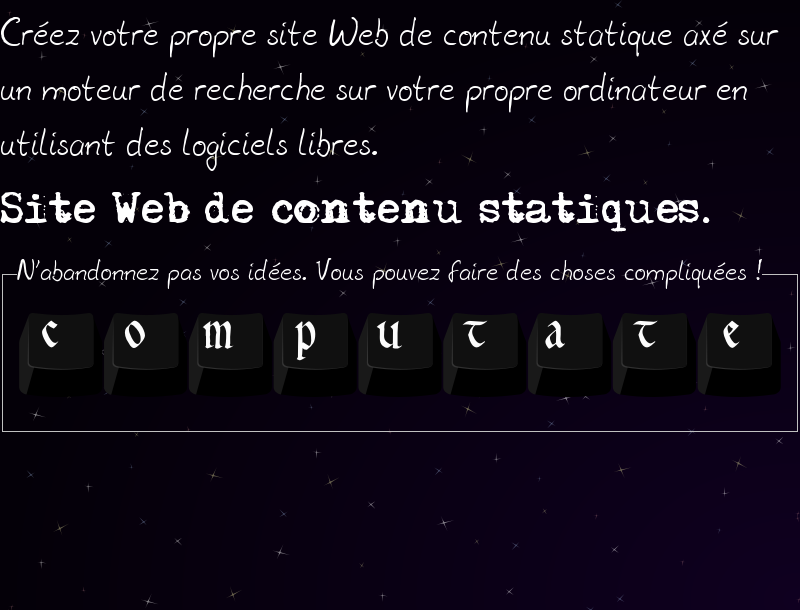 Créez votre propre site Web de contenu statique axé sur
un moteur de recherche sur votre propre ordinateur en
utilisant des logiciels libres.
Site Web de contenu statiques.
N'abandonnez pas vos idées. Vous pouvez faire des choses compliquées !
c o m p u t a t e